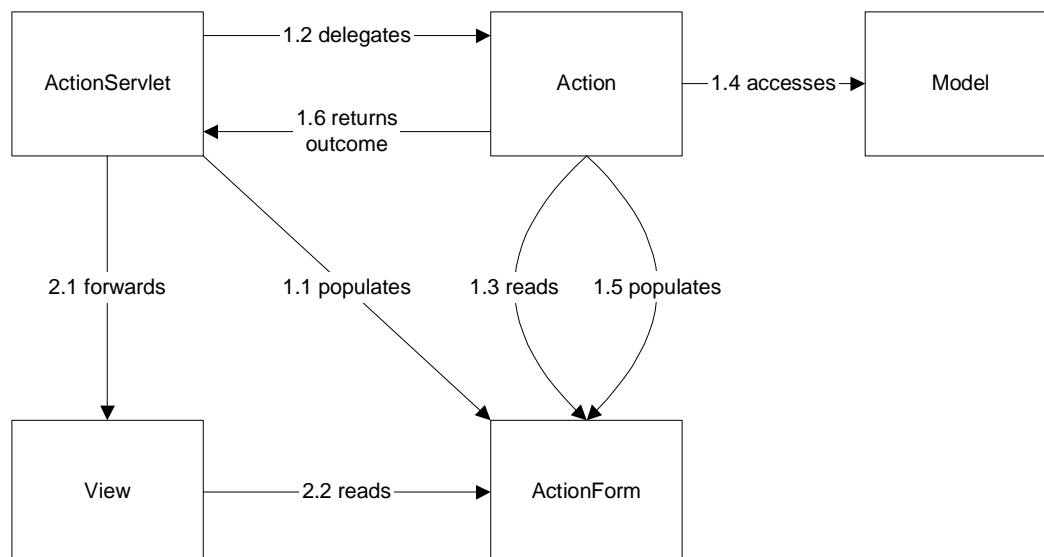 1.2 delegates
ActionServlet
Action
1.4 accesses
Model
1.6 returns
outcome
2.1 forwards
1.1 populates
1.3 reads
1.5 populates
View
2.2 reads
ActionForm